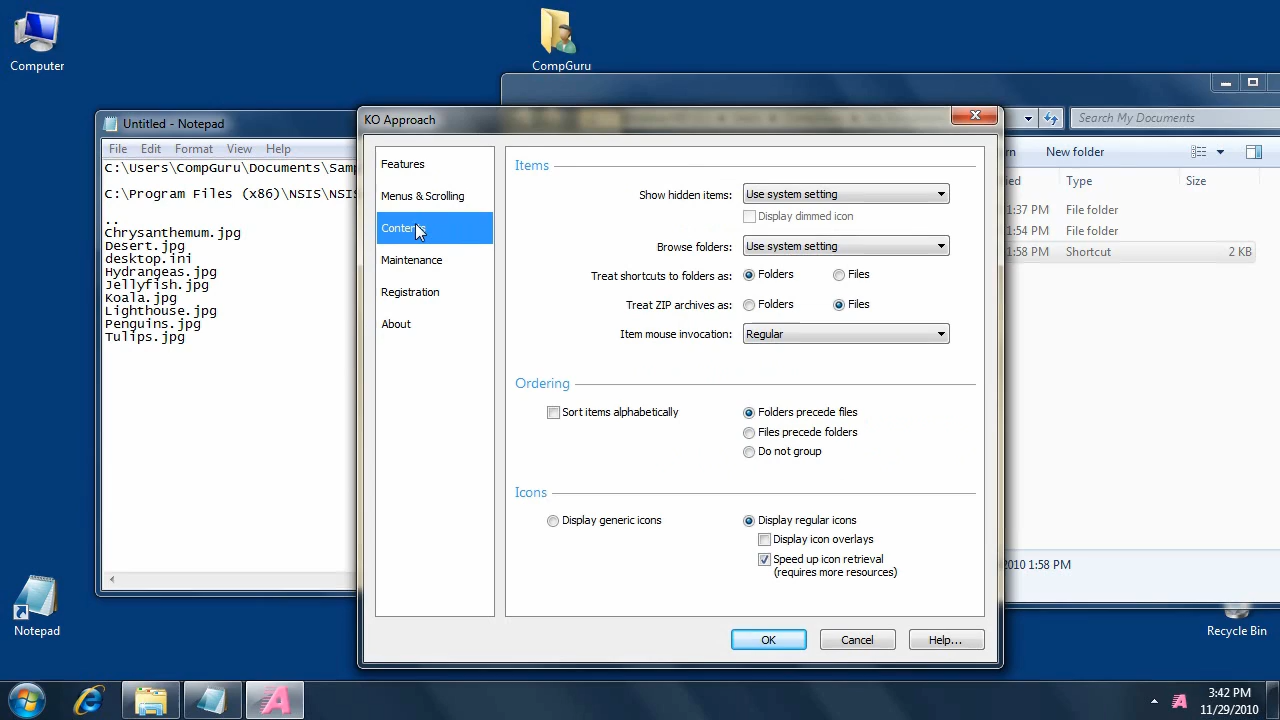 Computer
CompGuru
Untitled - Notepad
File Edit Format View Help
C:\Users\CompGuru\Documents\Sam
C:\Program Files (x86)\NSIS\NSIS
..
Chrysanthemum.jpg
Desert.jpg
desktop.ini
Hydrangeas.jpg
Jellyfish.jpg
Koala.jpg
Lighthouse.jpg
Penguins.jpg
Tulips.jpg
KO Approach
Features
Menus & Scrolling
Maintenance
Registration
About
Items
Show hidden items: Use system setting
Display dimmed icon
Browse folders: Use system setting
Treat shortcuts to folders as: Folders Files
Treat ZIP archives as: Folders Files
Item mouse invocation: Regular
Ordering
Sort items alphabetically Folders precede files
Files precede folders
Do not group
Icons
Display generic icons Display regular icons
Display icon overlays
Speed up icon retrieval
(requires more resources)
OK Cancel Help...
Search My Documents
New folder
Type Size
1:37 PM File folder
1:54 PM File folder
1:58 PM Shortcut 2 KB
2010 1:58 PM
Notepad
Recycle Bin
3:42 PM
11/29/2010